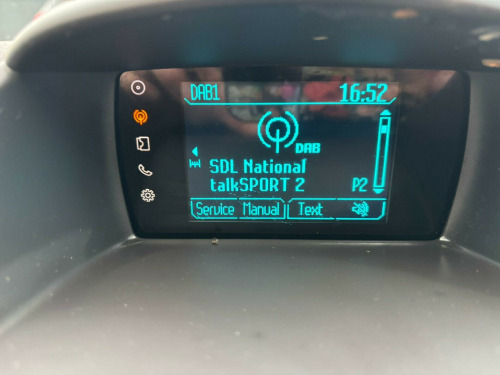 DAB1 16:52
DAB
SDL National
talkSPORT 2 P2
Service Manual Text